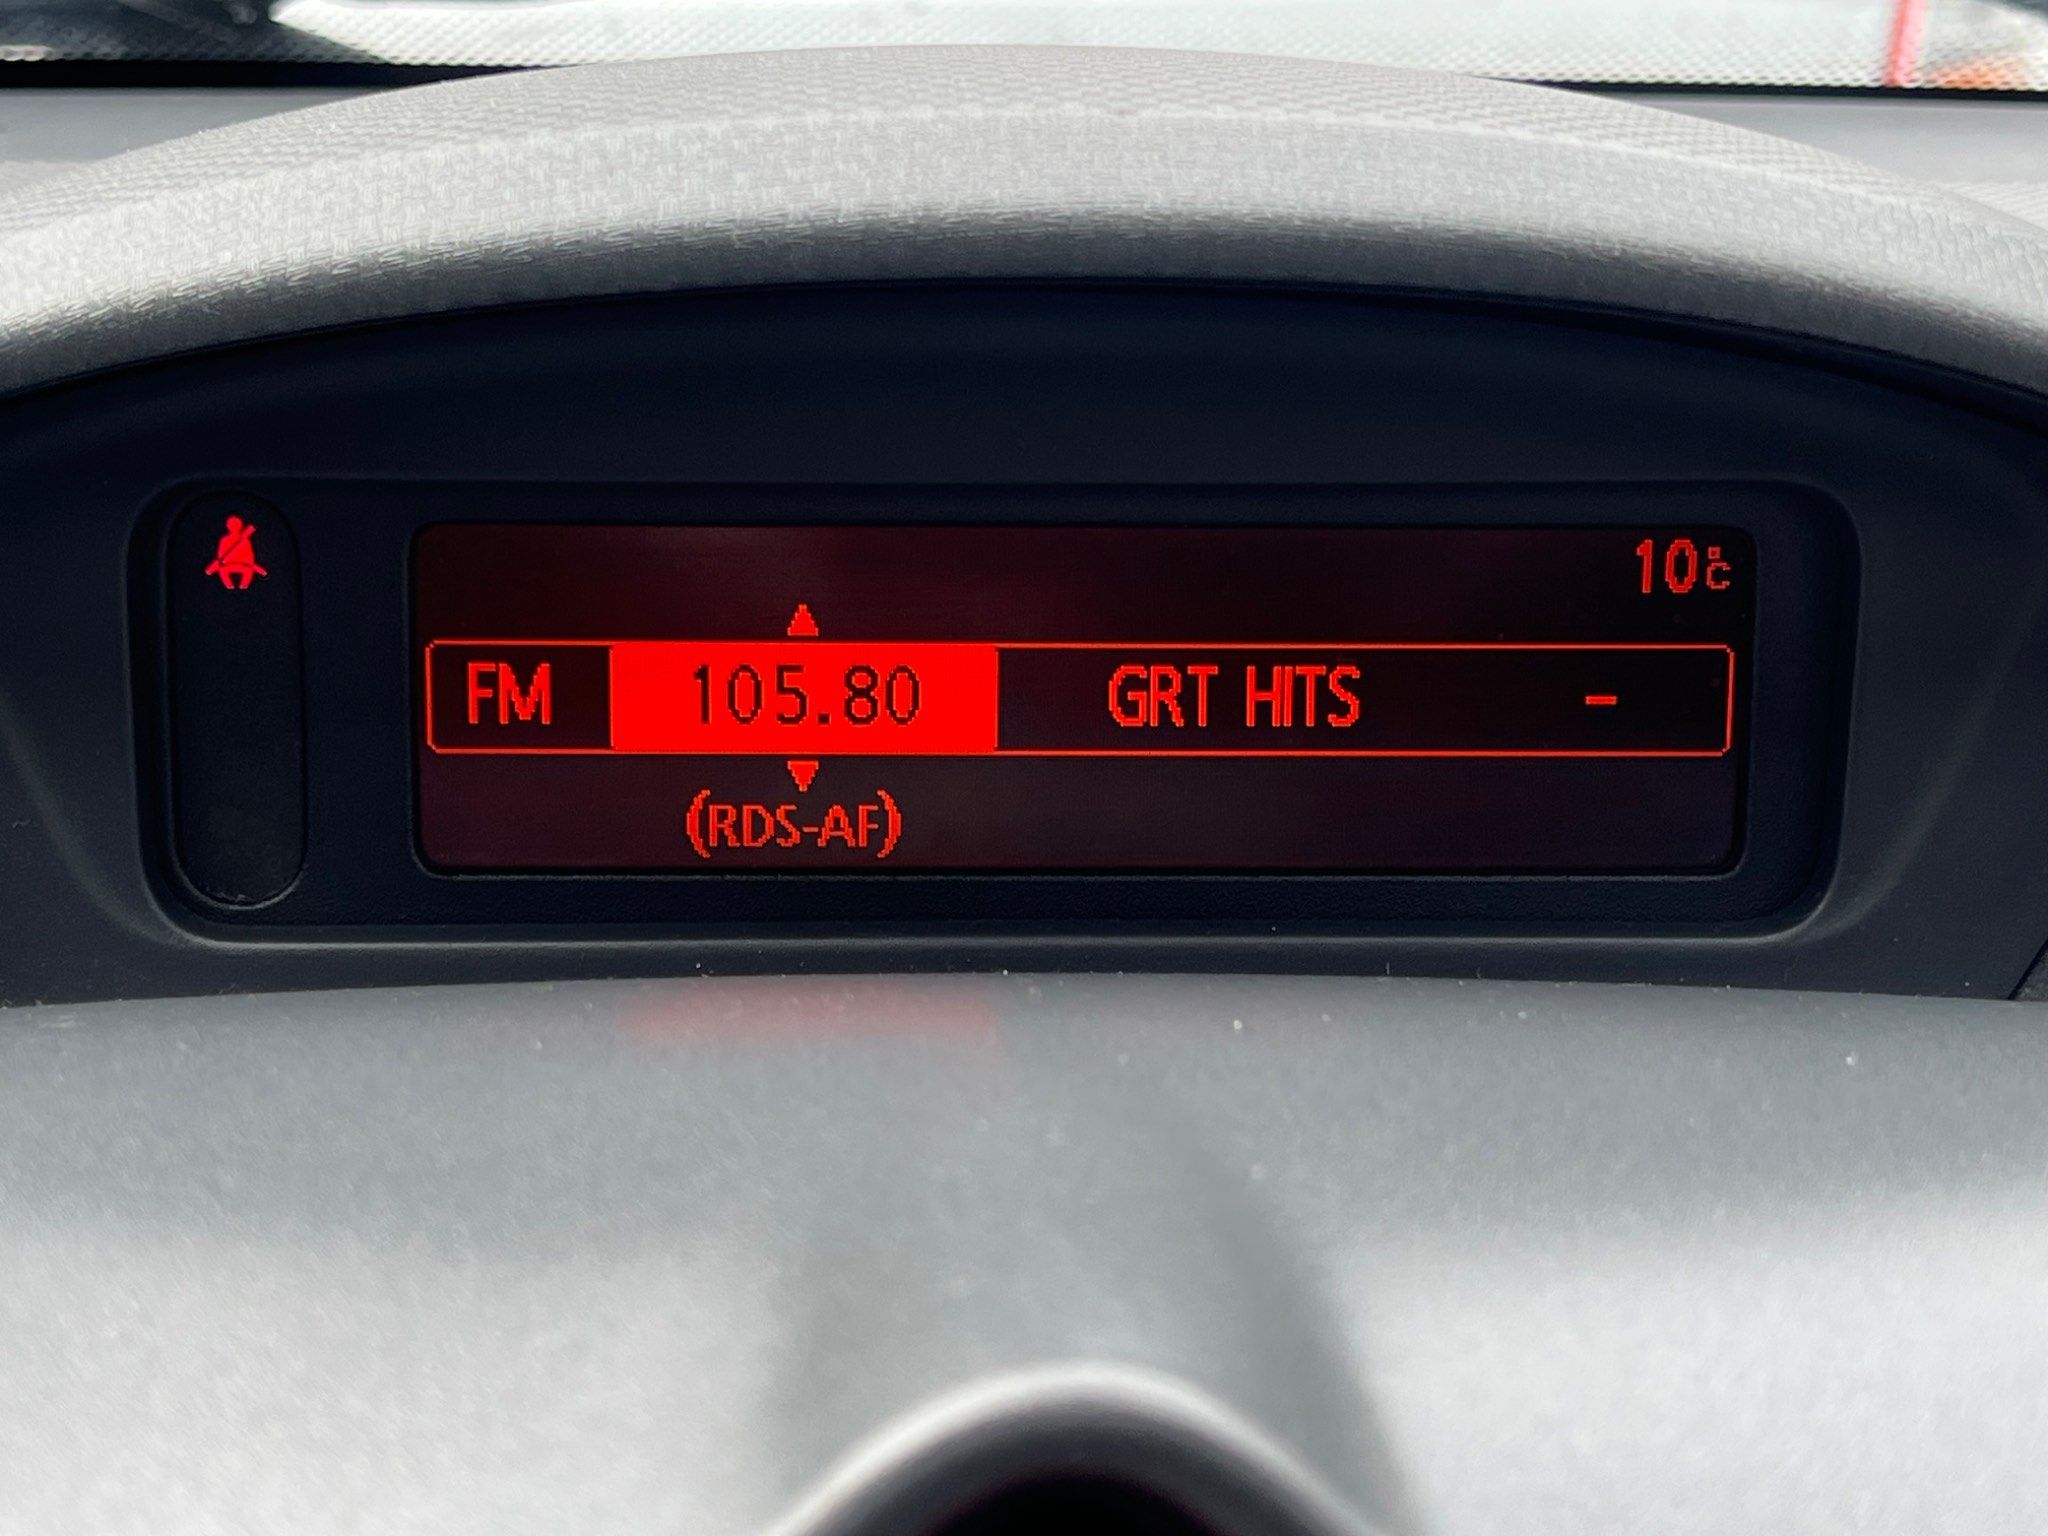 10°C
FM 105.80 GRT HITS -
(RDS-AF)